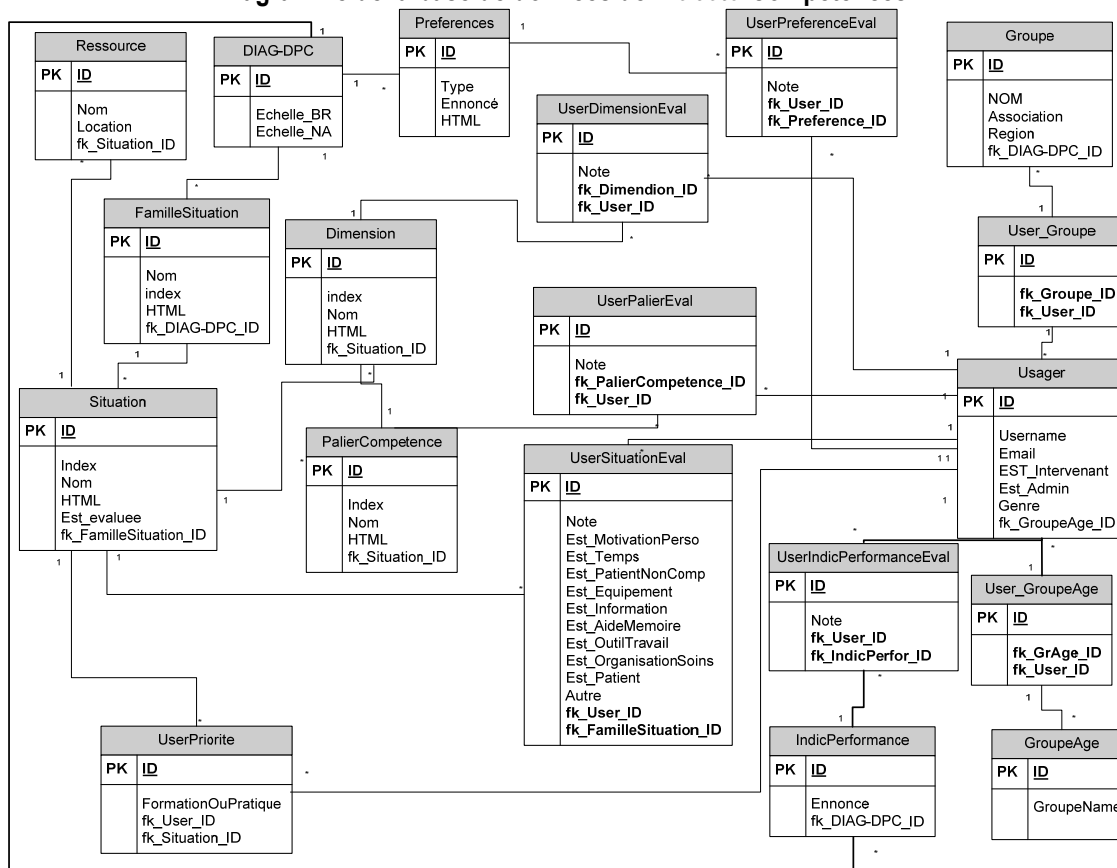 Ressource
PK ID
Nom
Location
fk_Situation_ID
DIAG-DPC
PK ID
Echelle_BR
Echelle_NA
Preferences
PK ID
Type
Ennoncé
HTML
UserPreferenceEval
PK ID
Note
fk_User_ID
fk_Preference_ID
Groupe
PK ID
NOM
Association
Region
fk_DIAG-DPC_ID
UserDimensionEval
PK ID
Note
fk_Dimendion_ID
fk_User_ID
FamilleSituation
PK ID
Nom
index
HTML
fk_DIAG-DPC_ID
Dimension
PK ID
index
Nom
HTML
fk_Situation_ID
User_Groupe
PK ID
fk_Groupe_ID
fk_User_ID
UserPalierEval
PK ID
Note
fk_PalierCompetence_ID
fk_User_ID
Usager
PK ID
Username
Email
EST_Intervenant
Est_Admin
Genre
fk_GroupeAge_ID
Situation
PK ID
Index
Nom
HTML
Est_evaluee
fk_FamilleSituation_ID
PalierCompetence
PK ID
Index
Nom
HTML
fk_Situation_ID
UserSituationEval
PK ID
Note
Est_MotivationPerso
Est_Temps
Est_PatientNonComp
Est_Equipement
Est_Information
Est_AideMemoire
Est_OutilTravail
Est_OrganisationSoins
Est_Patient
Autre
fk_User_ID
fk_FamilleSituation_ID
UserIndicPerformanceEval
PK ID
Note
fk_User_ID
fk_IndicPerfor_ID
User_GroupeAge
PK ID
fk_GrAge_ID
fk_User_ID
UserPriorite
PK ID
FormationOuPratique
fk_User_ID
fk_Situation_ID
IndicPerformance
PK ID
Ennonce
fk_DIAG-DPC_ID
GroupeAge
PK ID
GroupeName